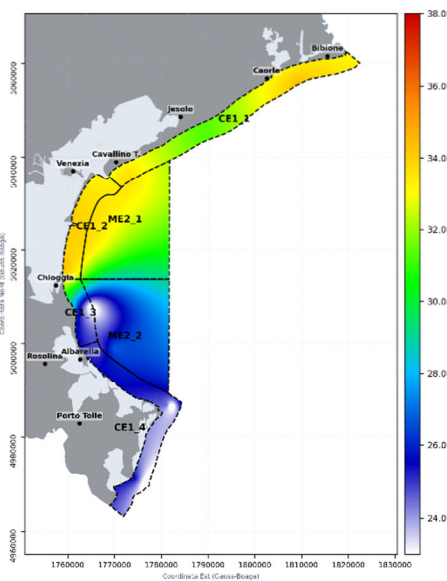 38.0
Bibione
5060000
Caorle
36.0
Jesolo
CE1_1
34.0
Cavallino T.
Venezia
5040000
ME2_1
CE1_2
32.0
5020000
Chioggia
30.0
CE1_3
ME2_2
Albarella
Rosolina
5000000
28.0
Porto Tolle
CE1_4
4980000
26.0
24.0
4960000
1760000 1770000 1780000 1790000 1800000 1810000 1820000 1830000
Coordinata Est (Gauss-Boaga)